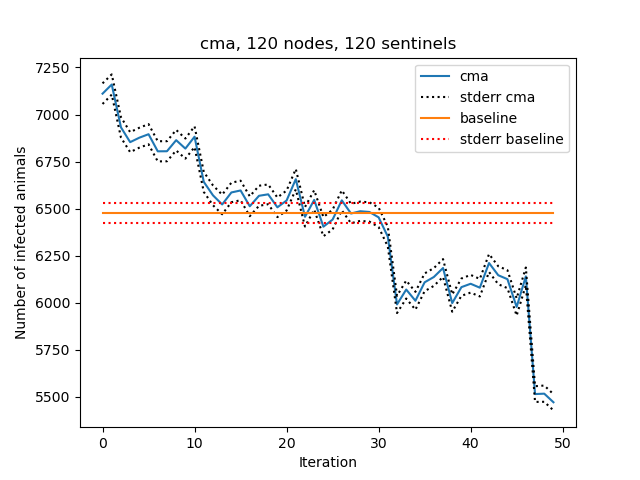 cma, 120 nodes, 120 sentinels
7250
7000
6750
6500
6250
6000
5750
5500
Number of infected animals
cma
stderr cma
baseline
stderr baseline
0 10 20 30 40 50
Iteration